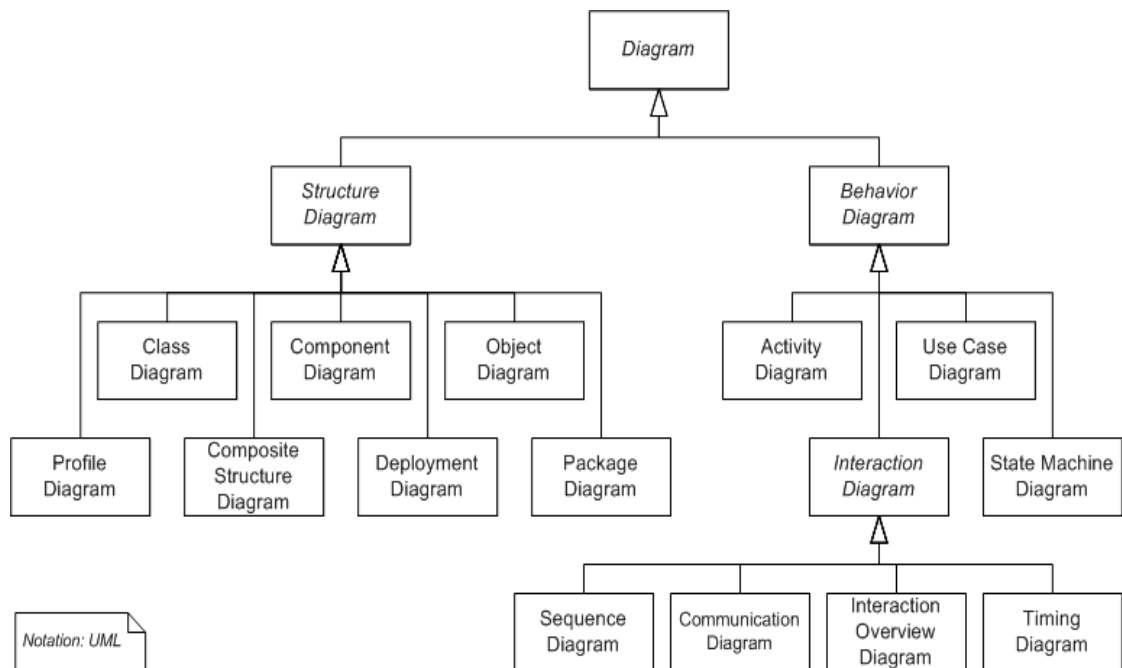 Diagram
Structure
Diagram
Behavior
Diagram
Class
Diagram
Component
Diagram
Object
Diagram
Activity
Diagram
Use Case
Diagram
Profile
Diagram
Composite
Structure
Diagram
Deployment
Diagram
Package
Diagram
Interaction
Diagram
State Machine
Diagram
Sequence
Diagram
Communication
Diagram
Interaction
Overview
Diagram
Timing
Diagram
Notation: UML